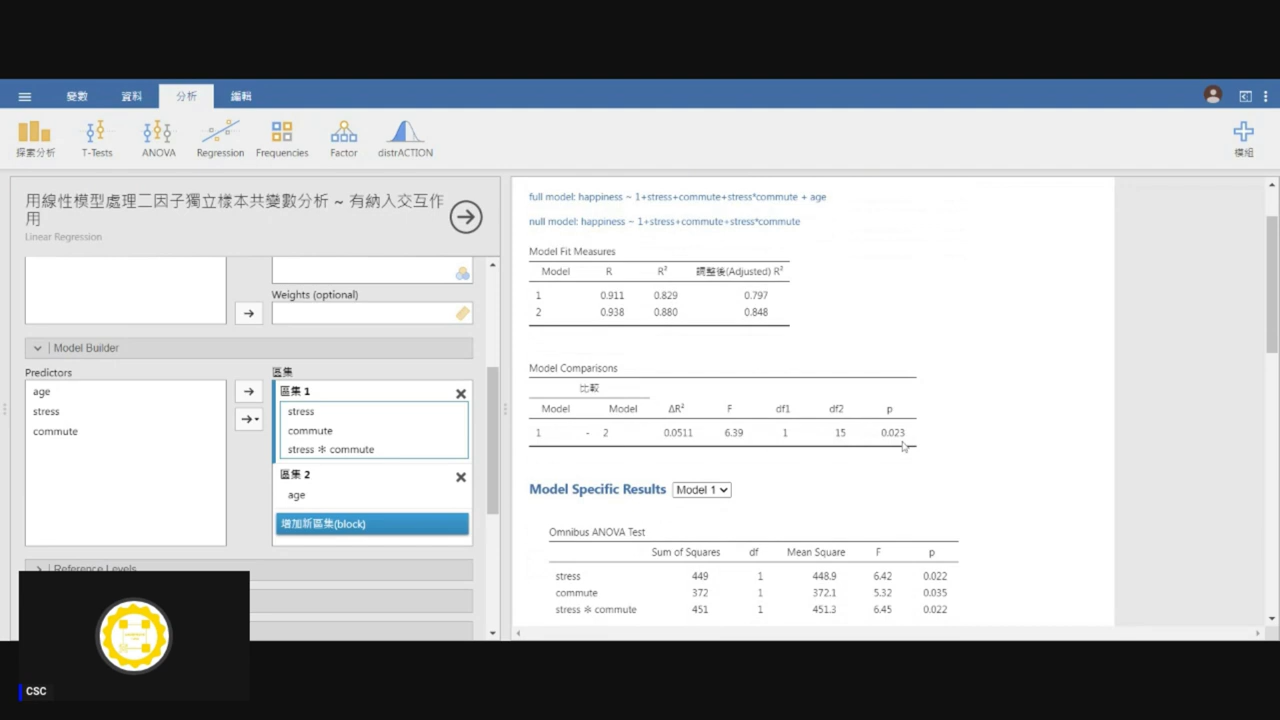 變數 資料 分析 編輯
探索分析 T-Tests ANOVA Regression Frequencies Factor distrACTION 模組
用線性模型處理二因子獨立樣本共變數分析 ~ 有納入交互作
用
Linear Regression
Weights (optional)
Model Builder
Predictors
age
stress
commute
區集
區集 1
stress
commute
stress ✻ commute
區集 2
age
增加新區集(block)
Reference Levels
CSC
full model: happiness ~ 1+stress+commute+stress*commute + age
null model: happiness ~ 1+stress+commute+stress*commute
Model Fit Measures
Model R R² 調整後(Adjusted) R²
1 0.911 0.829 0.797
2 0.938 0.880 0.848
Model Comparisons
比較
Model Model ΔR² F df1 df2 p
1 - 2 0.0511 6.39 1 15 0.023
Model Specific Results Model 1
Omnibus ANOVA Test
Sum of Squares df Mean Square F p
stress 449 1 448.9 6.42 0.022
commute 372 1 372.1 5.32 0.035
stress ✻ commute 451 1 451.3 6.45 0.022